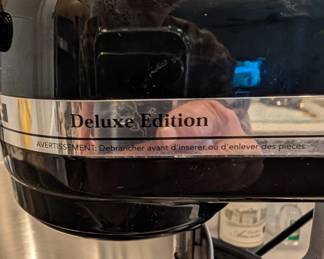 Deluxe Edition
AVERTISSEMENT: Débrancher avant d'insérer ou d'enlever des pièces.